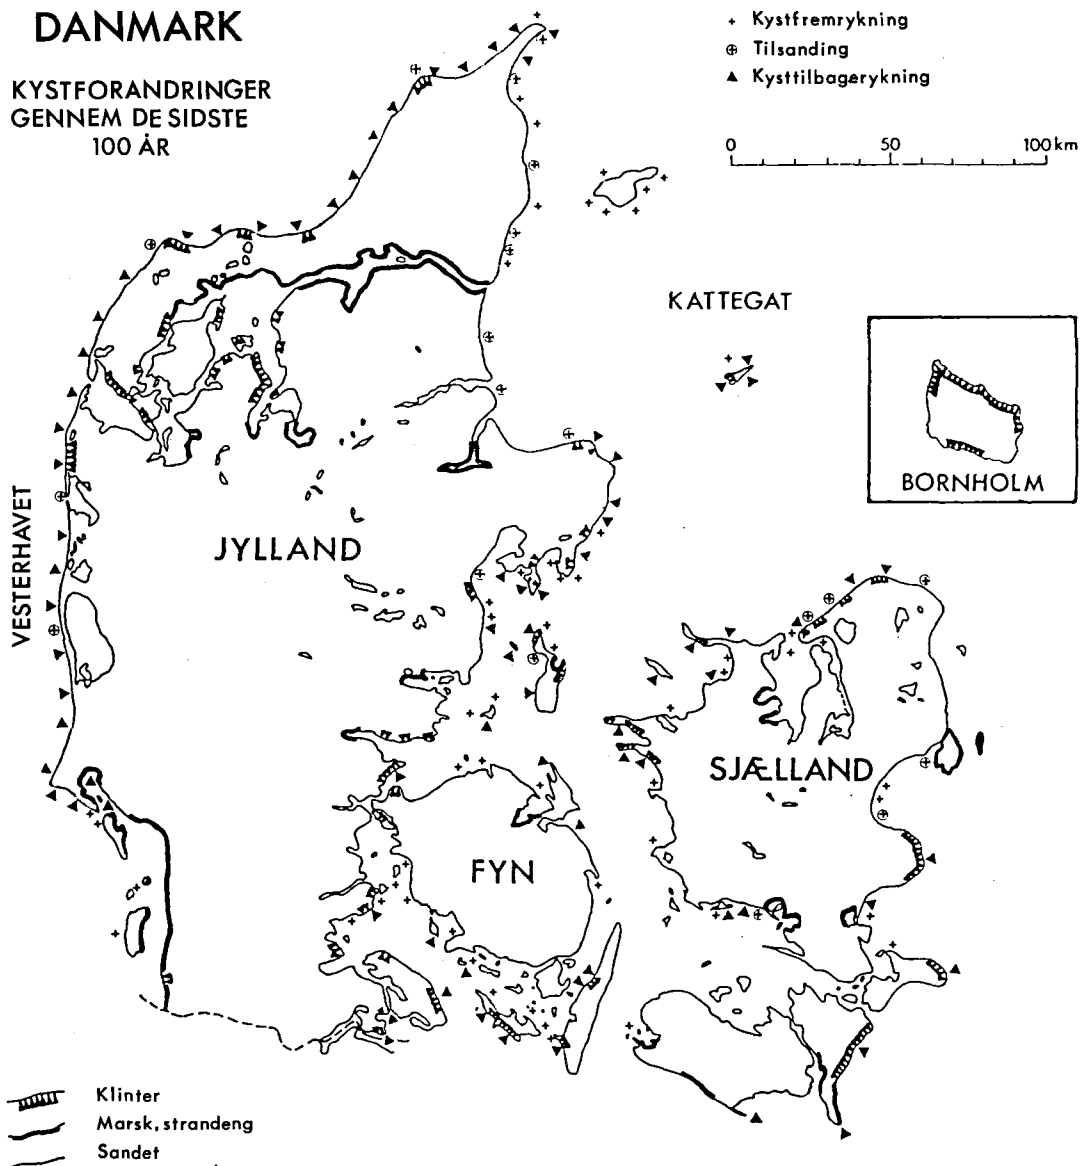 DANMARK
KYSTFORANDRINGER
GENNEM DE SIDSTE
100 ÅR
+ Kystfremrykning
⊕ Tilsanding
▲ Kysttilbagerykning
0 50 100 km
KATTEGAT
BORNHOLM
VESTERHAVET
JYLLAND
SJÆLLAND
FYN
Klinter
Marsk, strandeng
Sandet